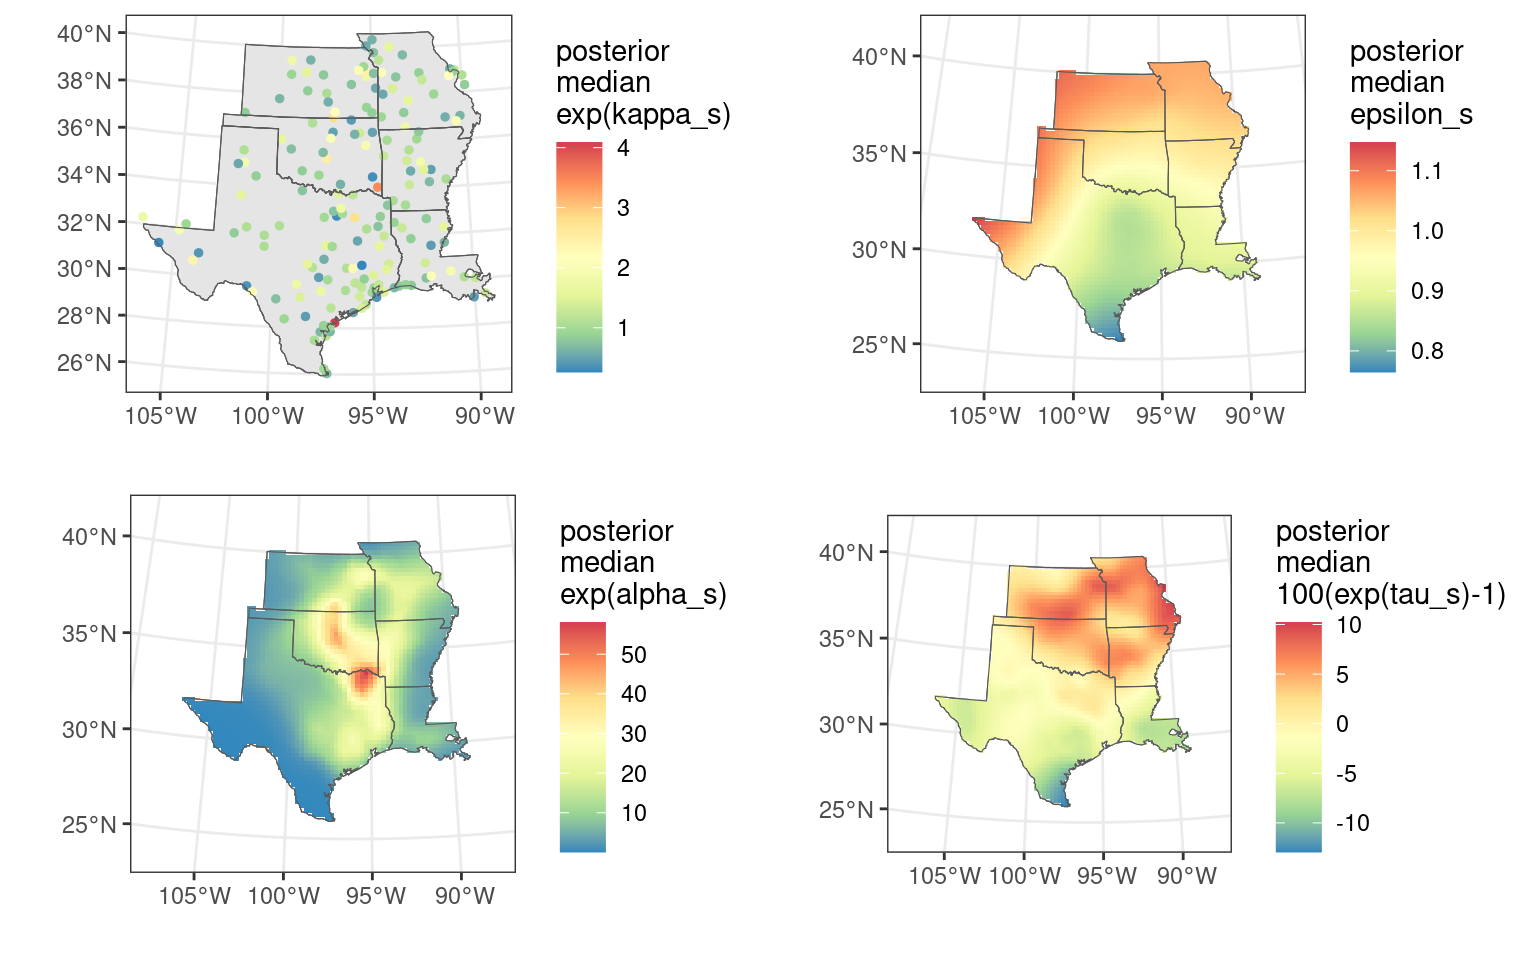 40°N
38°N
36°N
34°N
32°N
30°N
28°N
26°N
105°W 100°W 95°W 90°W
posterior
median
exp(kappa_s)
4
3
2
1
40°N
35°N
30°N
25°N
105°W 100°W 95°W 90°W
posterior
median
epsilon_s
1.1
1.0
0.9
0.8
40°N
35°N
30°N
25°N
105°W 100°W 95°W 90°W
posterior
median
exp(alpha_s)
50
40
30
20
10
40°N
35°N
30°N
25°N
105°W 100°W 95°W 90°W
posterior
median
100(exp(tau_s)-1)
10
5
0
-5
-10